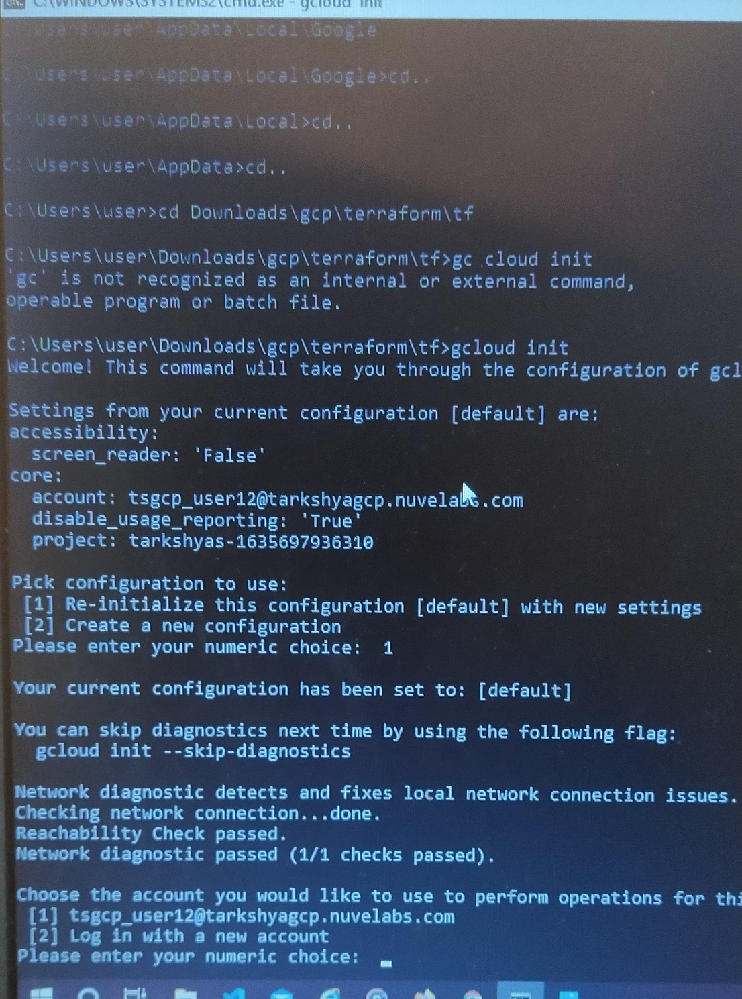 C:\WINDOWS\SYSTEM32\cmd.exe - gcloud init
C:\Users\user\AppData\Local\Google
C:\Users\user\AppData\Local\Google>cd..
C:\Users\user\AppData\Local>cd..
C:\Users\user\AppData>cd..
C:\Users\user>cd Downloads\gcp\terraform\tf
C:\Users\user\Downloads\gcp\terraform\tf>gc cloud init
'gc' is not recognized as an internal or external command,
operable program or batch file.
C:\Users\user\Downloads\gcp\terraform\tf>gcloud init
Welcome! This command will take you through the configuration of gcl
Settings from your current configuration [default] are:
accessibility:
screen_reader: 'False'
core:
account: tsgcp_user12@tarkshyagcp.nuvelabs.com
disable_usage_reporting: 'True'
project: tarkshyas-1635697936310
Pick configuration to use:
[1] Re-initialize this configuration [default] with new settings
[2] Create a new configuration
Please enter your numeric choice: 1
Your current configuration has been set to: [default]
You can skip diagnostics next time by using the following flag:
gcloud init --skip-diagnostics
Network diagnostic detects and fixes local network connection issues.
Checking network connection...done.
Reachability Check passed.
Network diagnostic passed (1/1 checks passed).
Choose the account you would like to use to perform operations for thi
[1] tsgcp_user12@tarkshyagcp.nuvelabs.com
[2] Log in with a new account
Please enter your numeric choice: _